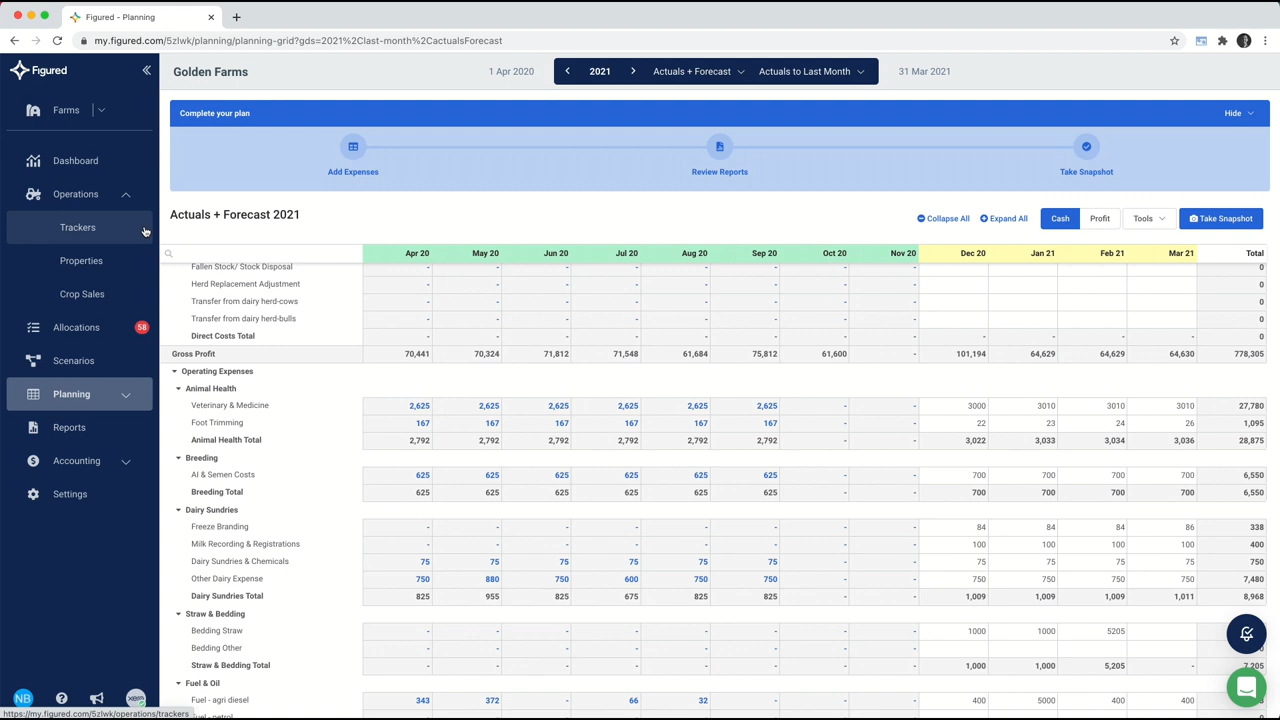 Figured - Planning
my.figured.com/5zlwk/planning/planning-grid?gds=2021%2Clast-month%2CactualsForecast
Figured
Golden Farms
1 Apr 2020
2021
Actuals + Forecast
Actuals to Last Month
31 Mar 2021
Farms
Dashboard
Operations
Trackers
Properties
Crop Sales
Allocations 58
Scenarios
Planning
Reports
Accounting
Settings
NB
xero
https://my.figured.com/5zlwk/operations/trackers
Complete your plan
Hide
Add Expenses
Review Reports
Take Snapshot
Actuals + Forecast 2021
Collapse All
Expand All
Cash
Profit
Tools
Take Snapshot
Apr 20 May 20 Jun 20 Jul 20 Aug 20 Sep 20 Oct 20 Nov 20 Dec 20 Jan 21 Feb 21 Mar 21 Total
Fallen Stock/ Stock Disposal - - - - - - - - 0
Herd Replacement Adjustment - - - - - - - - 0
Transfer from dairy herd-cows - - - - - - - - 0
Transfer from dairy herd-bulls - - - - - - - - 0
Direct Costs Total - - - - - - - - - - - - 0
Gross Profit 70,441 70,324 71,812 71,548 61,684 75,812 61,600 - 101,194 64,629 64,629 64,630 778,305
Operating Expenses
Animal Health
Veterinary & Medicine 2,625 2,625 2,625 2,625 2,625 2,625 - - 3000 3010 3010 3010 27,780
Foot Trimming 167 167 167 167 167 167 - - 22 23 24 26 1,095
Animal Health Total 2,792 2,792 2,792 2,792 2,792 2,792 - - 3,022 3,033 3,034 3,036 28,875
Breeding
AI & Semen Costs 625 625 625 625 625 625 - - 700 700 700 700 6,550
Breeding Total 625 625 625 625 625 625 - - 700 700 700 700 6,550
Dairy Sundries
Freeze Branding - - - - - - - - 84 84 84 86 338
Milk Recording & Registrations - - - - - - - - 100 100 100 100 400
Dairy Sundries & Chemicals 75 75 75 75 75 75 - - 75 75 75 75 750
Other Dairy Expense 750 880 750 600 750 750 - - 750 750 750 750 7,480
Dairy Sundries Total 825 955 825 675 825 825 - - 1,009 1,009 1,009 1,011 8,968
Straw & Bedding
Bedding Straw - - - - - - - - 1000 1000 5205
Bedding Other - - - - - - - -
Straw & Bedding Total - - - - - - - - 1,000 1,000 5,205 - 7,205
Fuel & Oil
Fuel - agri diesel 343 372 - 66 32 - - - 400 5000 400 400
Fuel - petrol